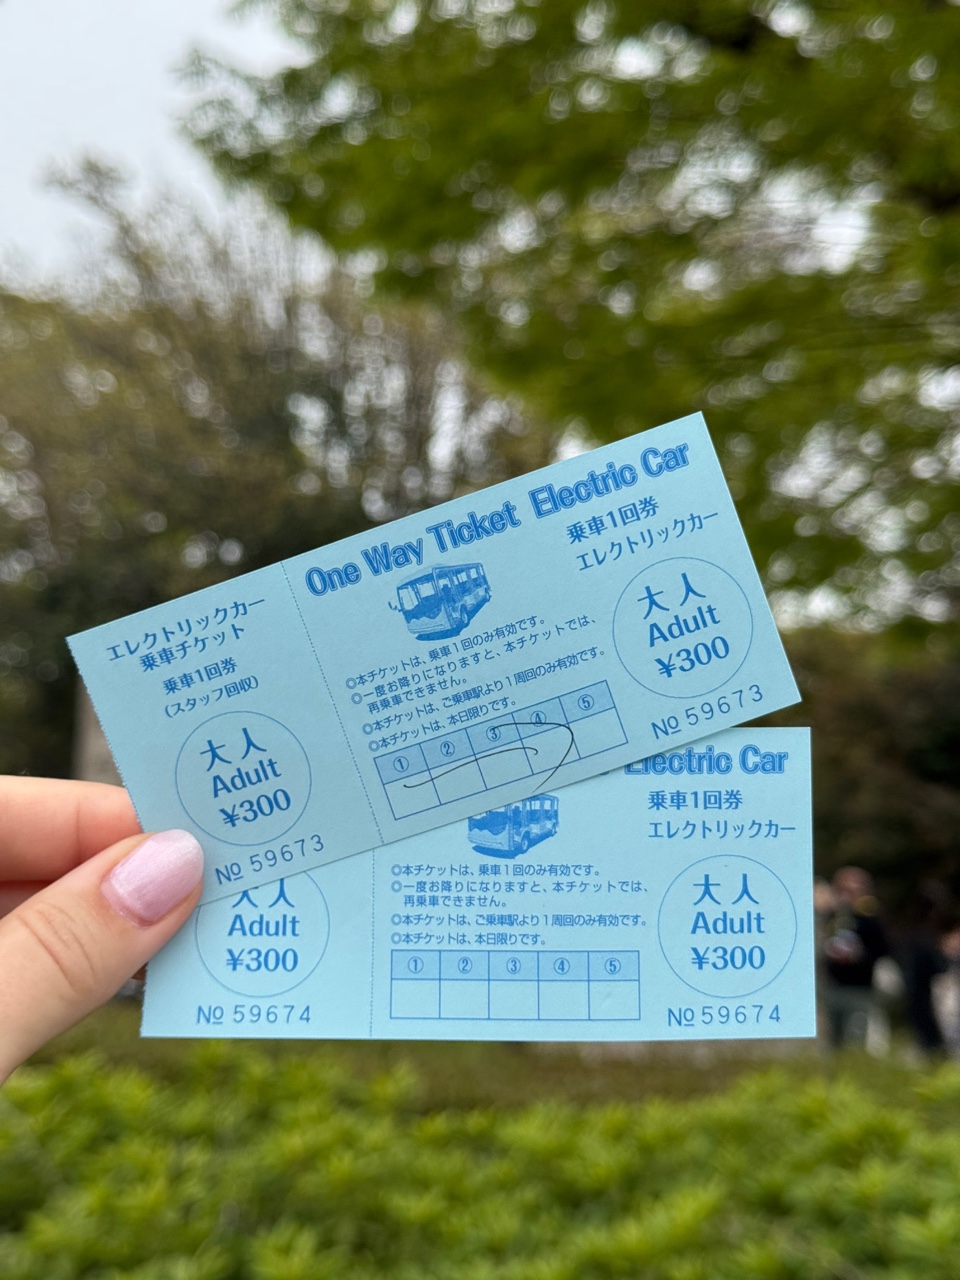 エレクトリックカー
乗車チケット
乗車1回券
(スタッフ回収)
大人
Adult
¥300
№ 59673
One Way Ticket Electric Car
乗車1回券
エレクトリックカー
◎本チケットは、乗車1回のみ有効です。
◎一度お降りになりますと、本チケットでは、
再乗車できません。
◎本チケットは、ご乗車駅より1周回のみ有効です。
◎本チケットは、本日限りです。
① ② ③ ④ ⑤
大人
Adult
¥300
№ 59673
大人
Adult
¥300
№ 59674
Electric Car
乗車1回券
エレクトリックカー
◎本チケットは、乗車1回のみ有効です。
◎一度お降りになりますと、本チケットでは、
再乗車できません。
◎本チケットは、ご乗車駅より1周回のみ有効です。
◎本チケットは、本日限りです。
① ② ③ ④ ⑤
大人
Adult
¥300
№ 59674